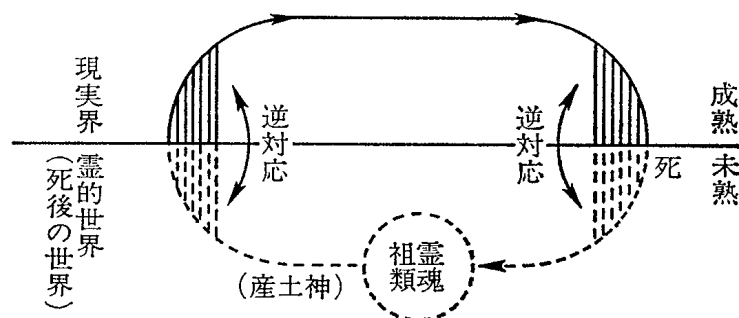 現実界
霊的世界
（死後の世界）
逆対応
逆対応
成熟
未熟
死
祖霊
類魂
（産土神）